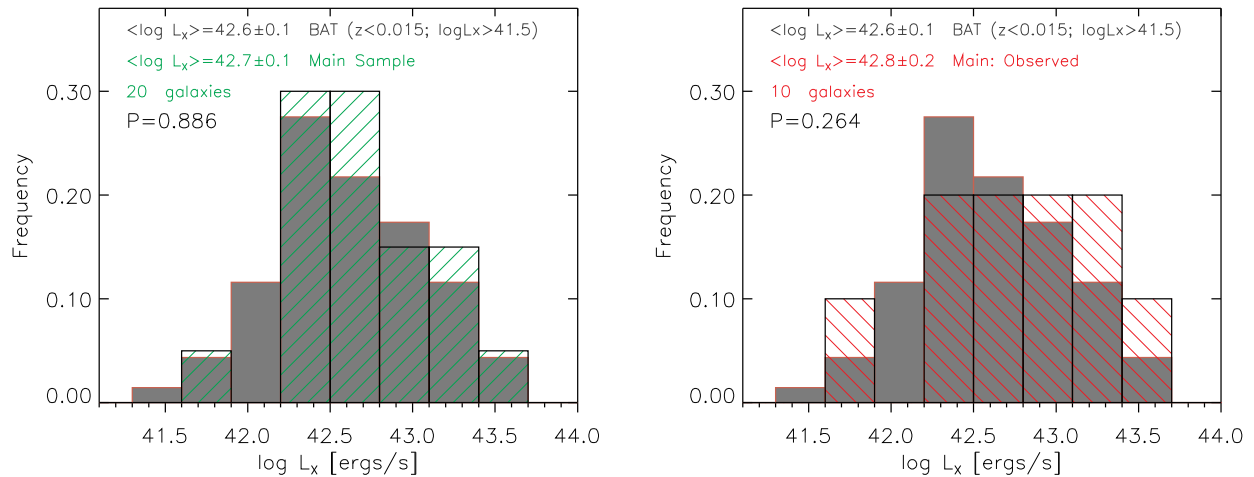 <log Lx>=42.6±0.1 BAT (z<0.015; logLx>41.5)
<log Lx>=42.7±0.1 Main Sample
20 galaxies
P=0.886
0.30
0.20
0.10
0.00
Frequency
41.5 42.0 42.5 43.0 43.5 44.0
log Lx [ergs/s]
<log Lx>=42.6±0.1 BAT (z<0.015; logLx>41.5)
<log Lx>=42.8±0.2 Main: Observed
10 galaxies
P=0.264
0.30
0.20
0.10
0.00
Frequency
41.5 42.0 42.5 43.0 43.5 44.0
log Lx [ergs/s]